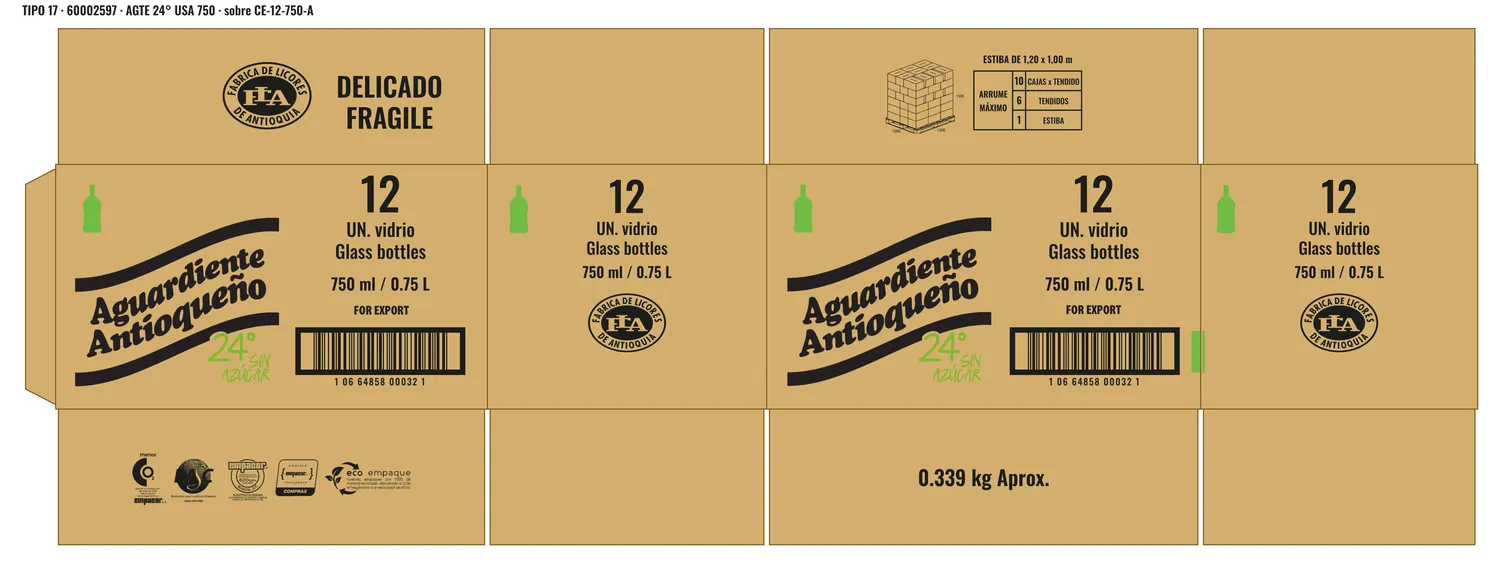 TIPO 17 · 60002597 · AGTE 24° USA 750 · sobre CE-12-750-A
FÁBRICA DE LICORES
FLA
DE ANTIOQUIA
DELICADO
FRAGILE
ESTIBA DE 1,20 x 1,00 m
ARRUME
MÁXIMO
10 CAJAS x TENDIDO
6 TENDIDOS
1 ESTIBA
12
UN. vidrio
Glass bottles
750 ml / 0.75 L
FOR EXPORT
Aguardiente
Antioqueño
24°
SIN
AZÚCAR
1 06 64858 00032 1
12
UN. vidrio
Glass bottles
750 ml / 0.75 L
FÁBRICA DE LICORES
FLA
DE ANTIOQUIA
12
UN. vidrio
Glass bottles
750 ml / 0.75 L
FOR EXPORT
Aguardiente
Antioqueño
24°
SIN
AZÚCAR
1 06 64858 00032 1
12
UN. vidrio
Glass bottles
750 ml / 0.75 L
FÁBRICA DE LICORES
FLA
DE ANTIOQUIA
menos
empacor
empacor
empresa
empacor
COMPRAS
eco empaque
0.339 kg Aprox.